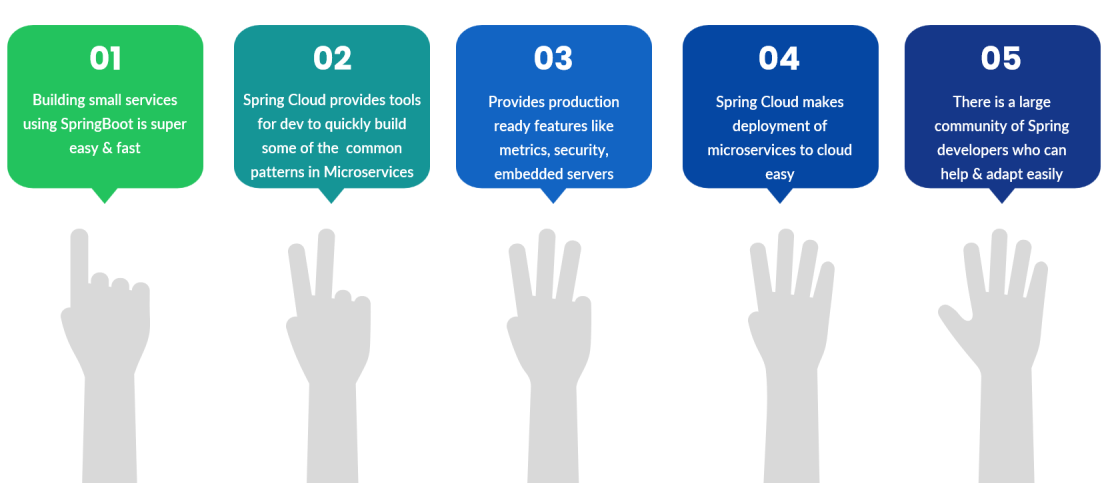 01
Building small services
using SpringBoot is super
easy & fast
02
Spring Cloud provides tools
for dev to quickly build
some of the common
patterns in Microservices
03
Provides production
ready features like
metrics, security,
embedded servers
04
Spring Cloud makes
deployment of
microservices to cloud
easy
05
There is a large
community of Spring
developers who can
help & adapt easily